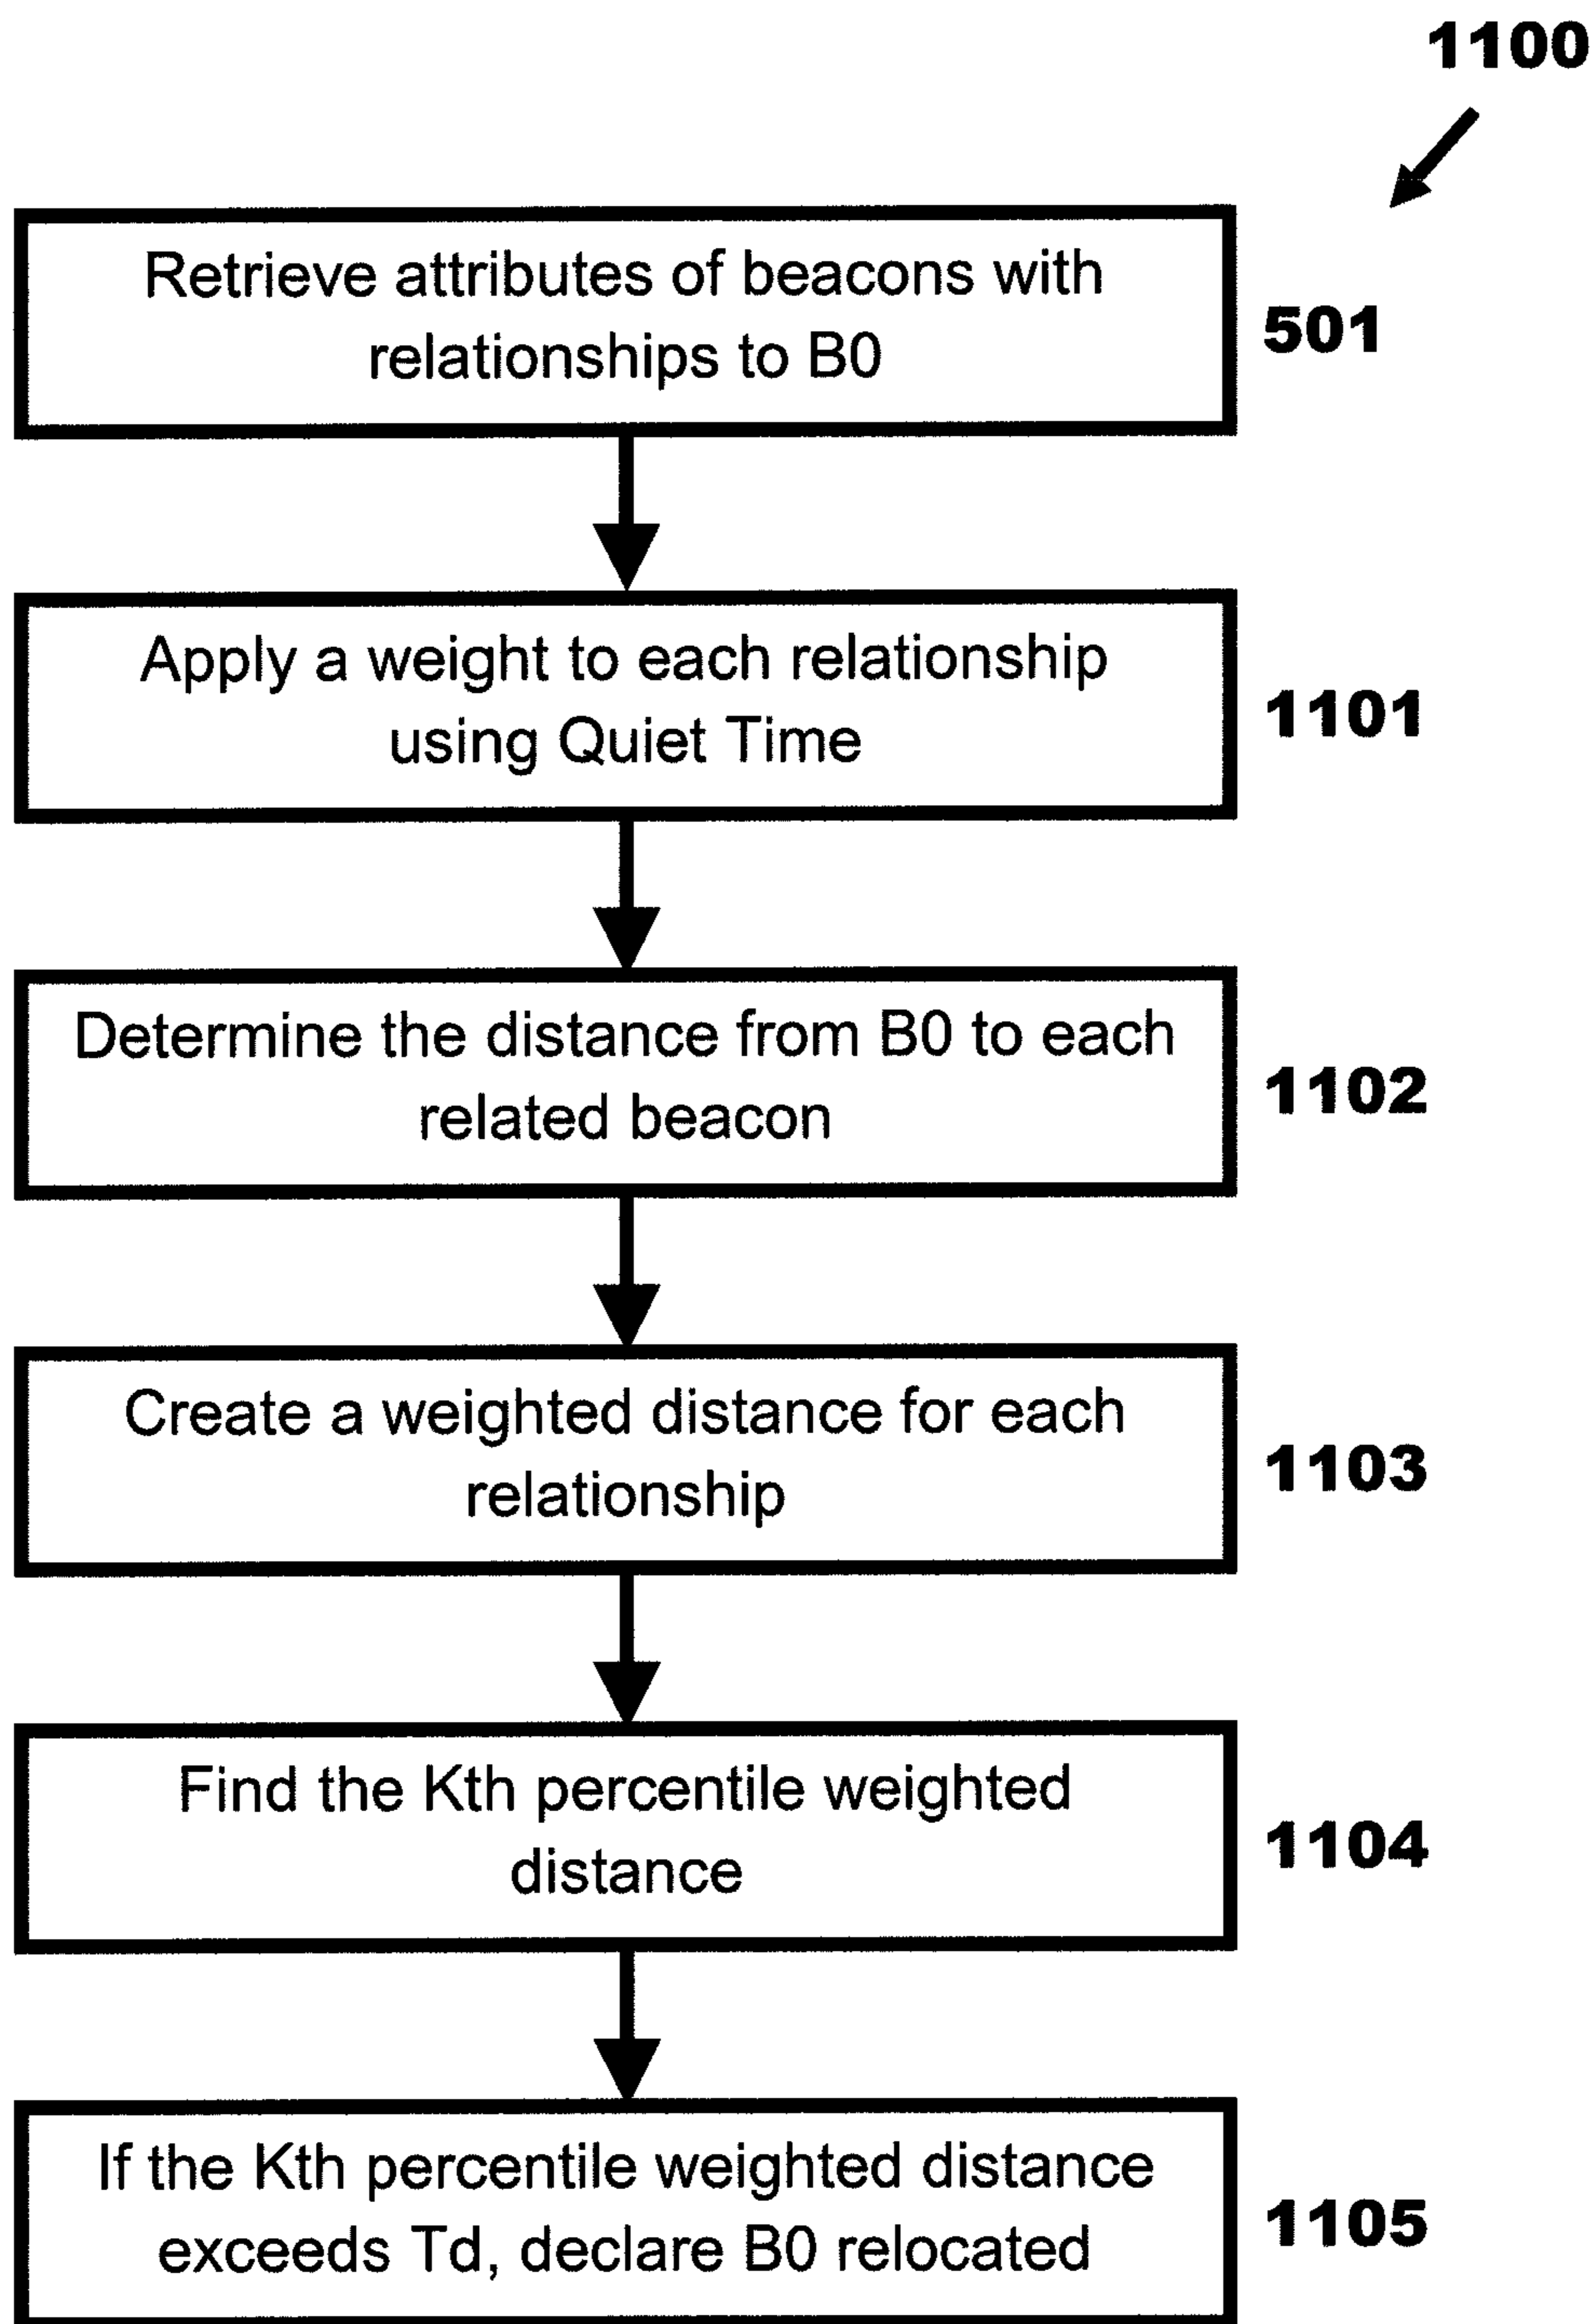 1100
Retrieve attributes of beacons with
relationships to B0
501
Apply a weight to each relationship
using Quiet Time
1101
Determine the distance from B0 to each
related beacon
1102
Create a weighted distance for each
relationship
1103
Find the Kth percentile weighted
distance
1104
If the Kth percentile weighted distance
exceeds Td, declare B0 relocated
1105